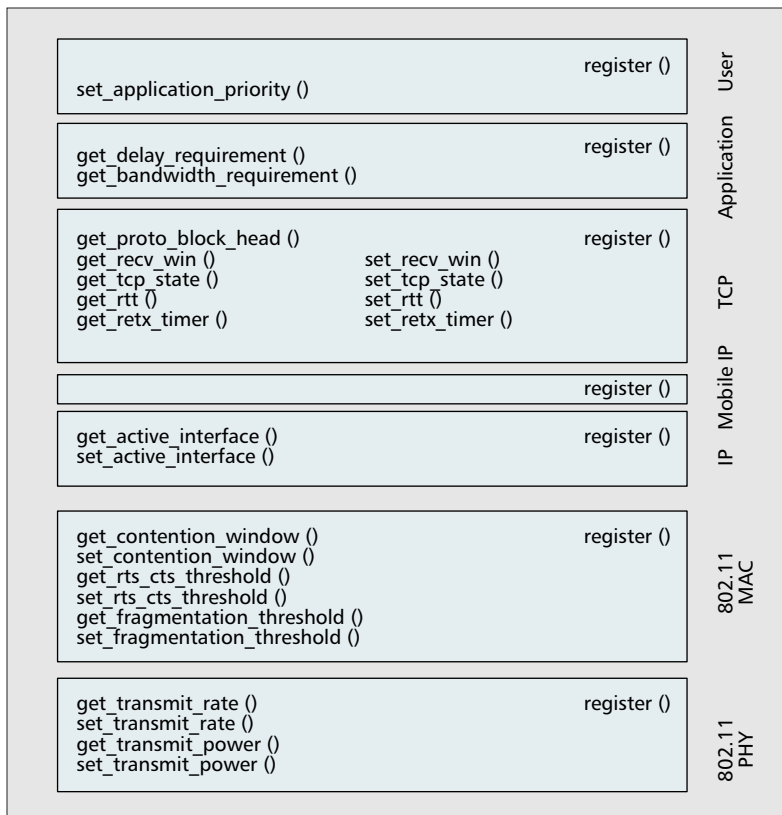 register ()
set_application_priority ()
User
register ()
get_delay_requirement ()
get_bandwidth_requirement ()
Application
get_proto_block_head () register ()
get_recv_win () set_recv_win ()
get_tcp_state () set_tcp_state ()
get_rtt () set_rtt ()
get_retx_timer () set_retx_timer ()
TCP
register ()
Mobile IP
get_active_interface () register ()
set_active_interface ()
IP
get_contention_window () register ()
set_contention_window ()
get_rts_cts_threshold ()
set_rts_cts_threshold ()
get_fragmentation_threshold ()
set_fragmentation_threshold ()
802.11
MAC
get_transmit_rate () register ()
set_transmit_rate ()
get_transmit_power ()
set_transmit_power ()
802.11
PHY